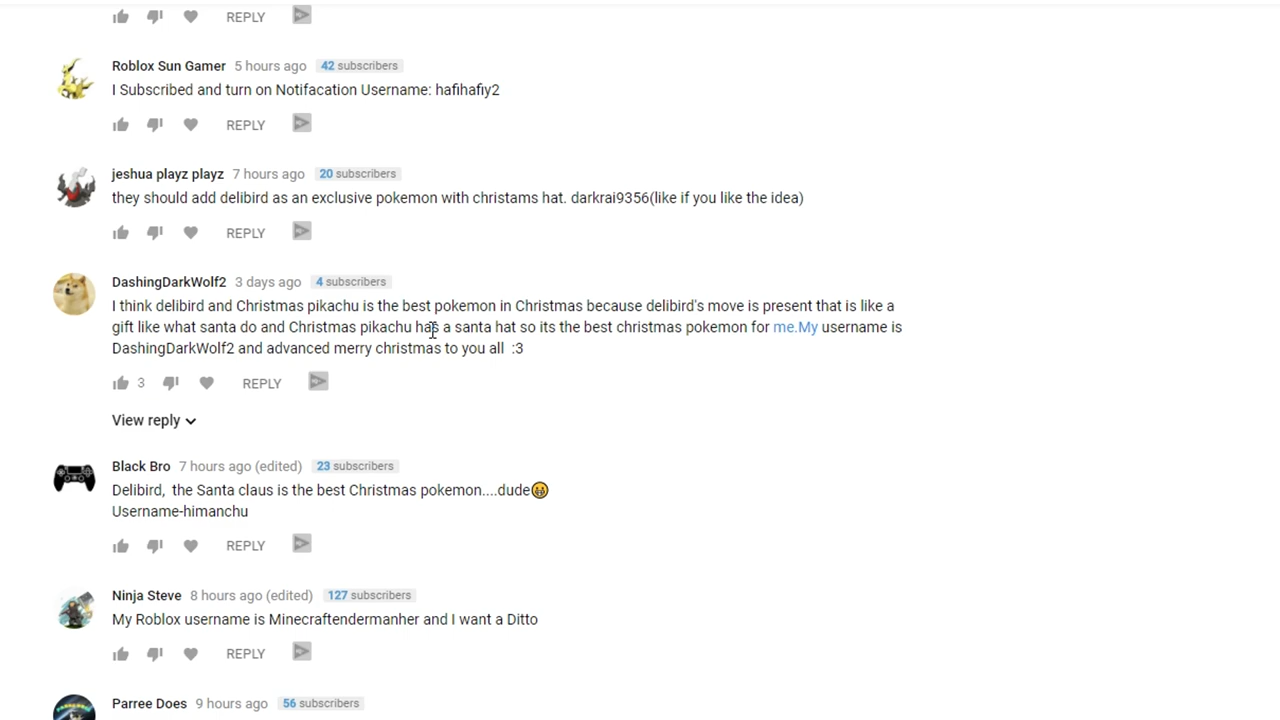 REPLY
Roblox Sun Gamer 5 hours ago 42 subscribers
I Subscribed and turn on Notifacation Username: hafihafiy2
REPLY
jeshua playz playz 7 hours ago 20 subscribers
they should add delibird as an exclusive pokemon with christams hat. darkrai9356(like if you like the idea)
REPLY
DashingDarkWolf2 3 days ago 4 subscribers
I think delibird and Christmas pikachu is the best pokemon in Christmas because delibird's move is present that is like a
gift like what santa do and Christmas pikachu has a santa hat so its the best christmas pokemon for me.My username is
DashingDarkWolf2 and advanced merry christmas to you all :3
3 REPLY
View reply
Black Bro 7 hours ago (edited) 23 subscribers
Delibird, the Santa claus is the best Christmas pokemon....dude😁
Username-himanchu
REPLY
Ninja Steve 8 hours ago (edited) 127 subscribers
My Roblox username is Minecraftendermanher and I want a Ditto
REPLY
Parree Does 9 hours ago 56 subscribers